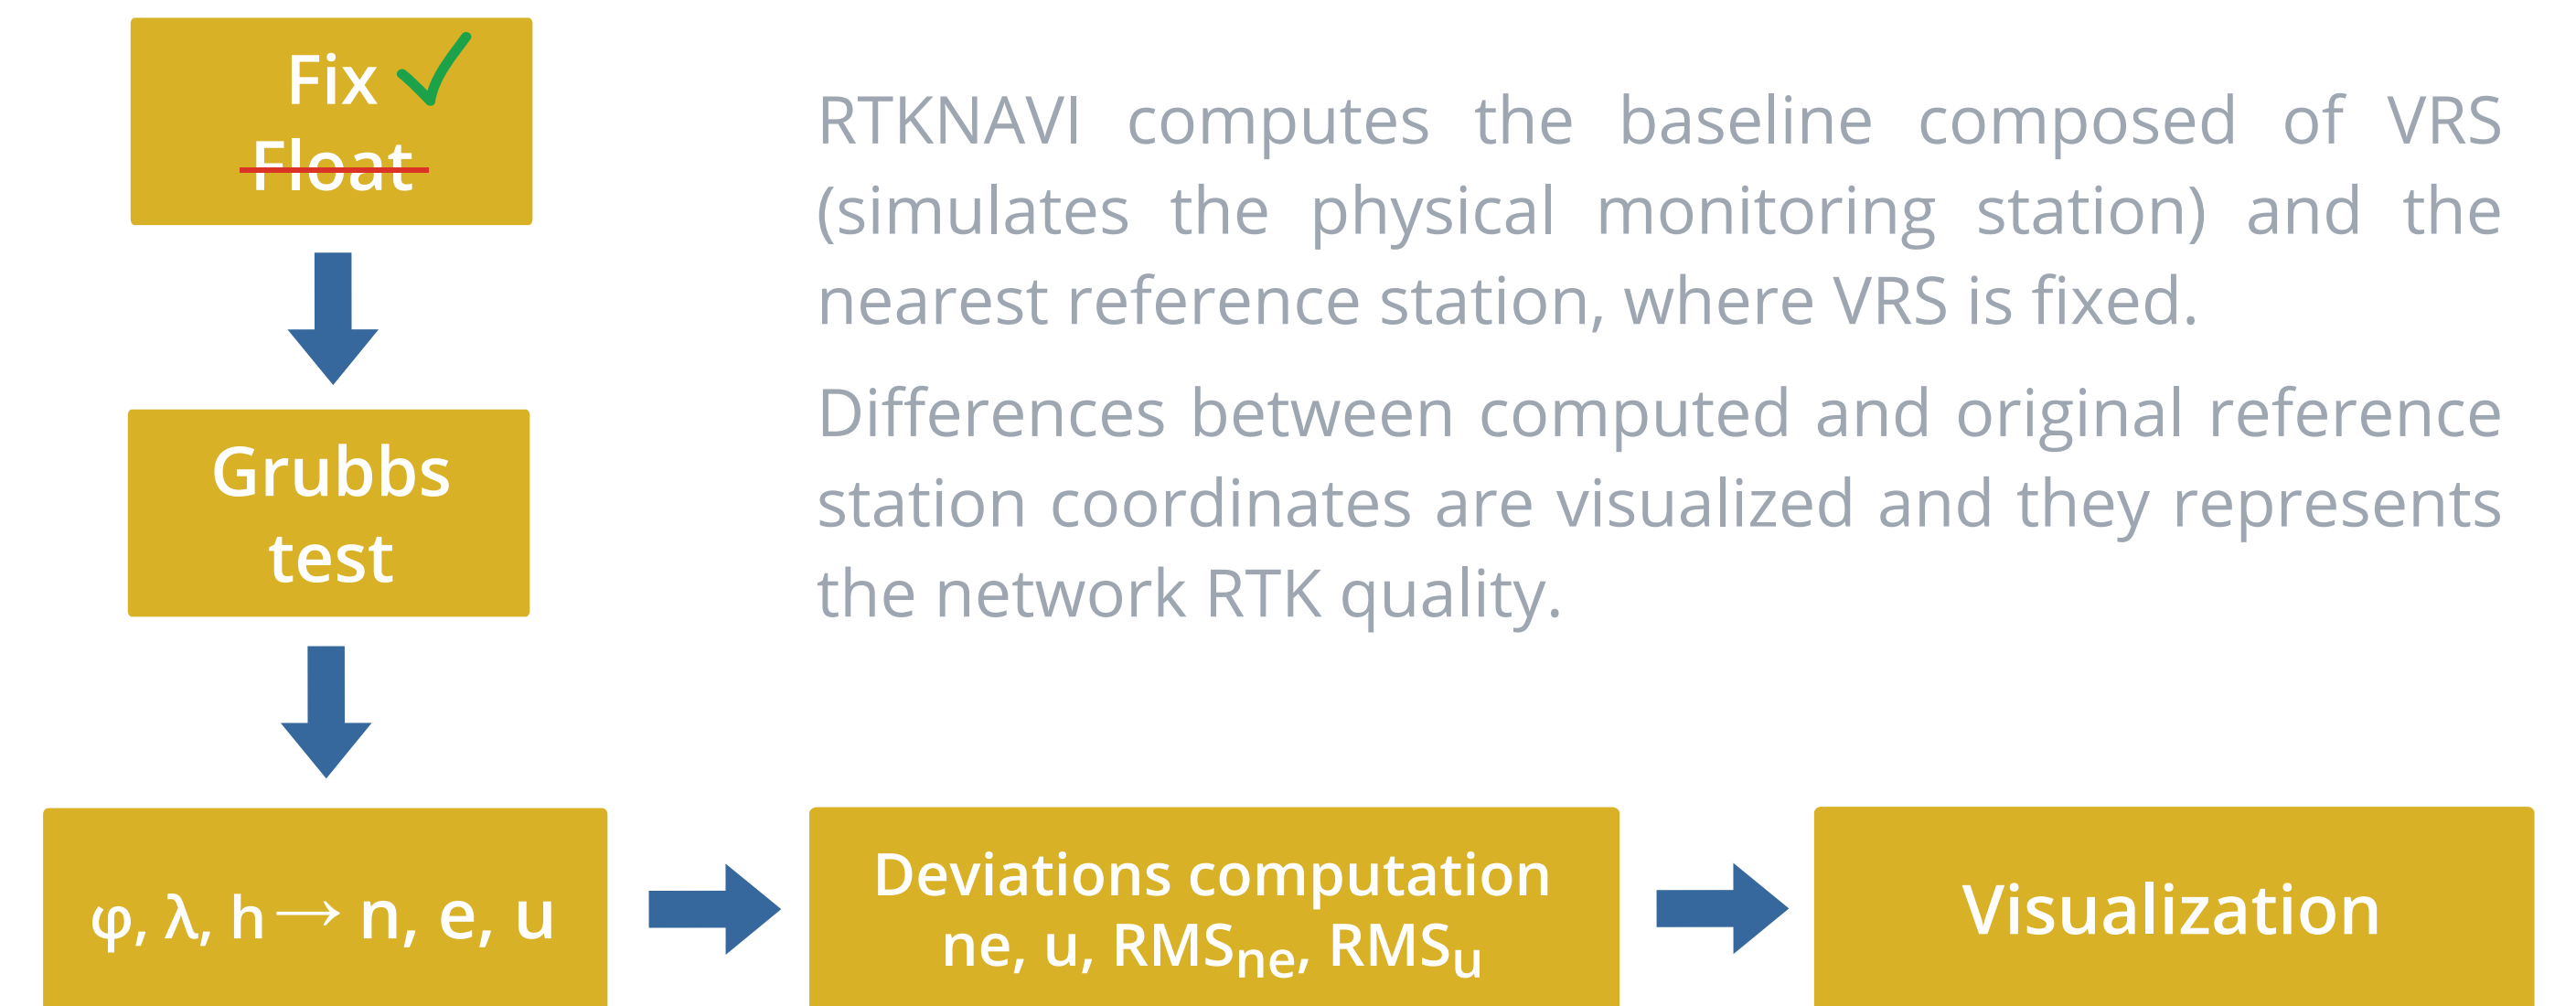 Fix
Float
RTKNAVI computes the baseline composed of VRS
(simulates the physical monitoring station) and the
nearest reference station, where VRS is fixed.
Differences between computed and original reference
station coordinates are visualized and they represents
the network RTK quality.
Grubbs
test
φ, λ, h → n, e, u
Deviations computation
ne, u, RMSne, RMSu
Visualization